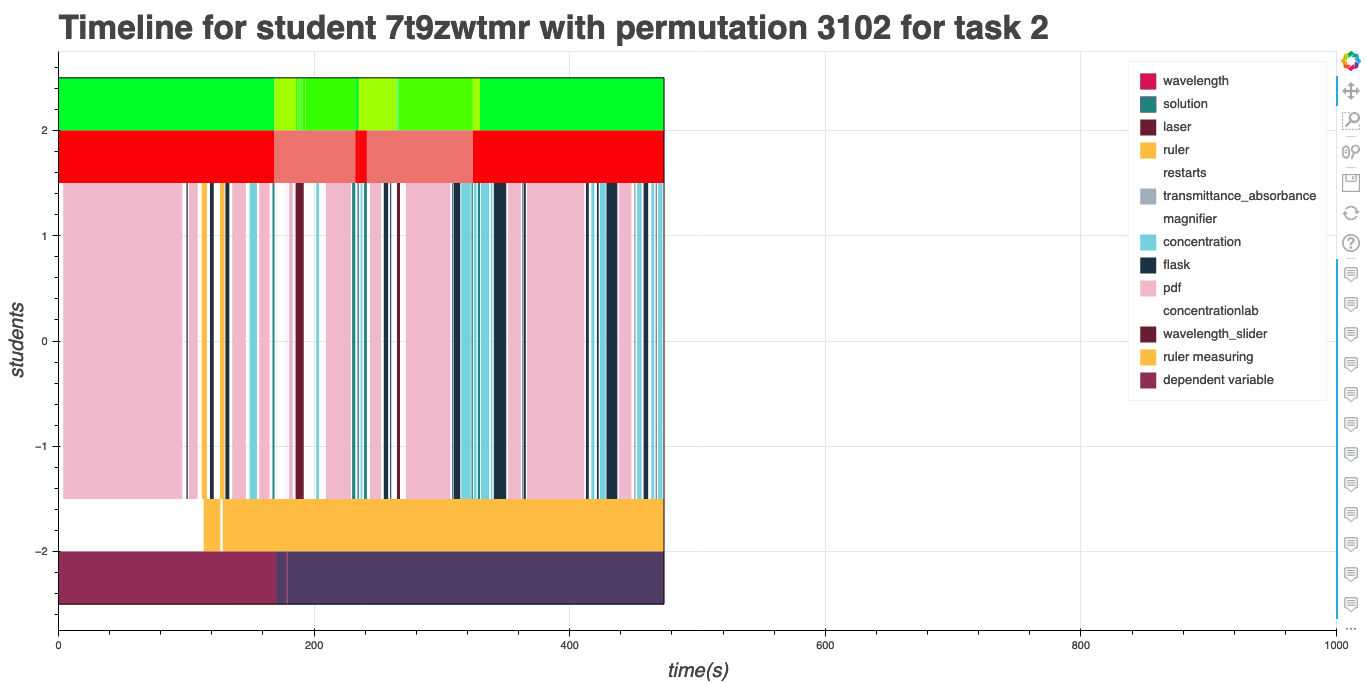 Timeline for student 7t9zwtmr with permutation 3102 for task 2
students
2
1
0
−1
−2
0
200
400
600
800
1000
time(s)
wavelength
solution
laser
ruler
restarts
transmittance_absorbance
magnifier
concentration
flask
pdf
concentrationlab
wavelength_slider
ruler measuring
dependent variable